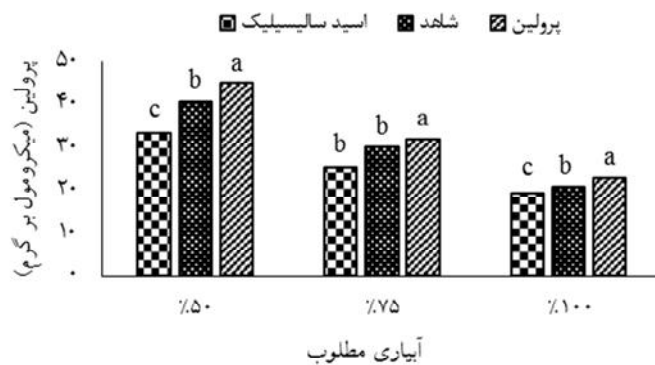 پرولین شاهد اسید سالیسیلیک
پرولین (میکرومول بر گرم)
۵۰
۴۰
۳۰
۲۰
۱۰
۰
c b a
b b a
c b a
٪۵۰ ٪۷۵ ٪۱۰۰
آبیاری مطلوب